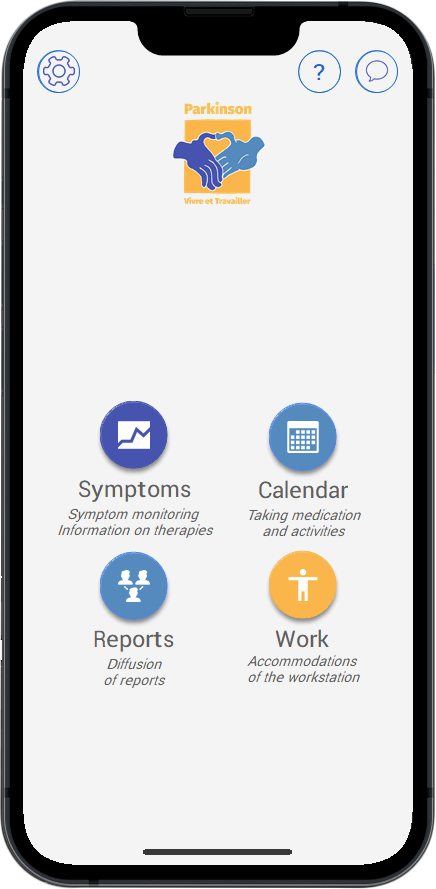 ?
Parkinson
Vivre et Travailler
Symptoms
Symptom monitoring
Information on therapies
Calendar
Taking medication
and activities
Reports
Diffusion
of reports
Work
Accommodations
of the workstation